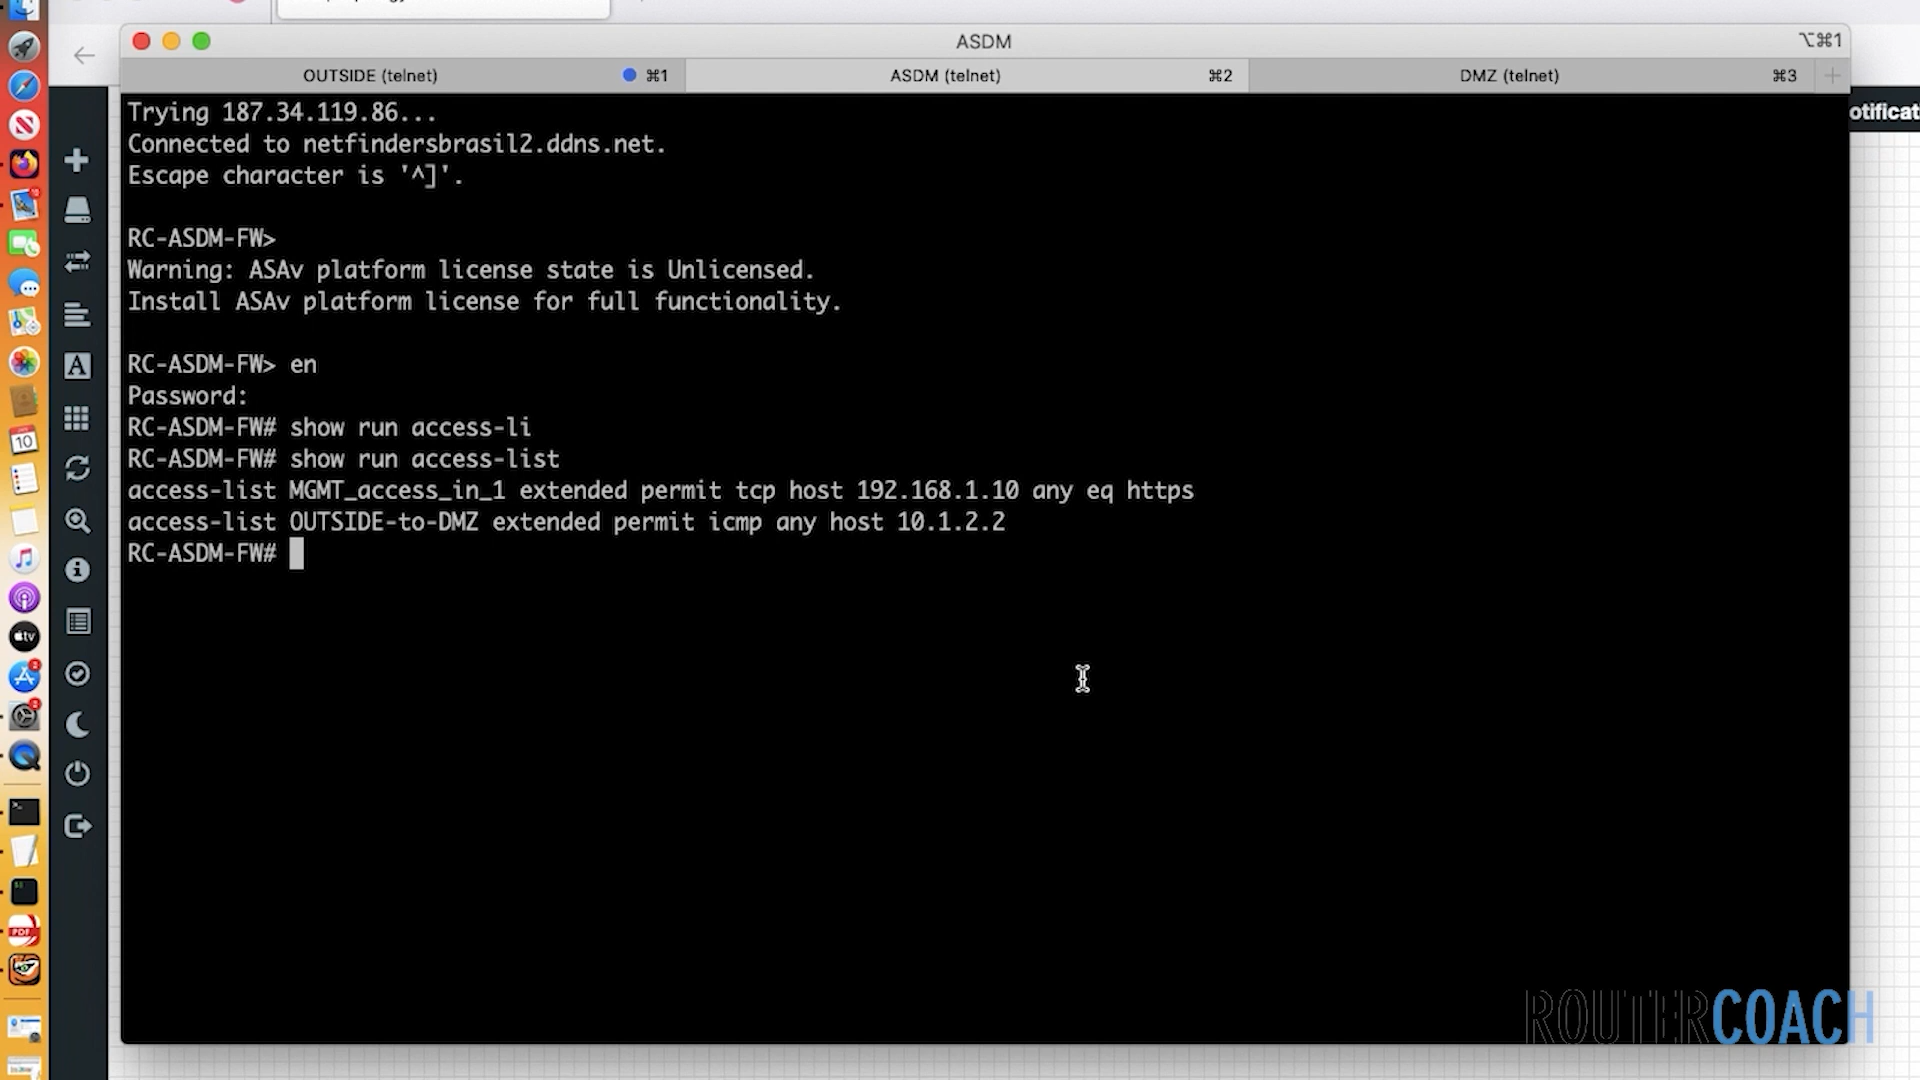 ASDM
⌥⌘1
OUTSIDE (telnet)
⌘1
ASDM (telnet)
⌘2
DMZ (telnet)
⌘3
otificat
Trying 187.34.119.86...
Connected to netfindersbrasil2.ddns.net.
Escape character is '^]'.
RC-ASDM-FW>
Warning: ASAv platform license state is Unlicensed.
Install ASAv platform license for full functionality.
RC-ASDM-FW> en
Password:
RC-ASDM-FW# show run access-li
RC-ASDM-FW# show run access-list
access-list MGMT_access_in_1 extended permit tcp host 192.168.1.10 any eq https
access-list OUTSIDE-to-DMZ extended permit icmp any host 10.1.2.2
RC-ASDM-FW#
A
10
tv
PDF
ROUTERCOACH